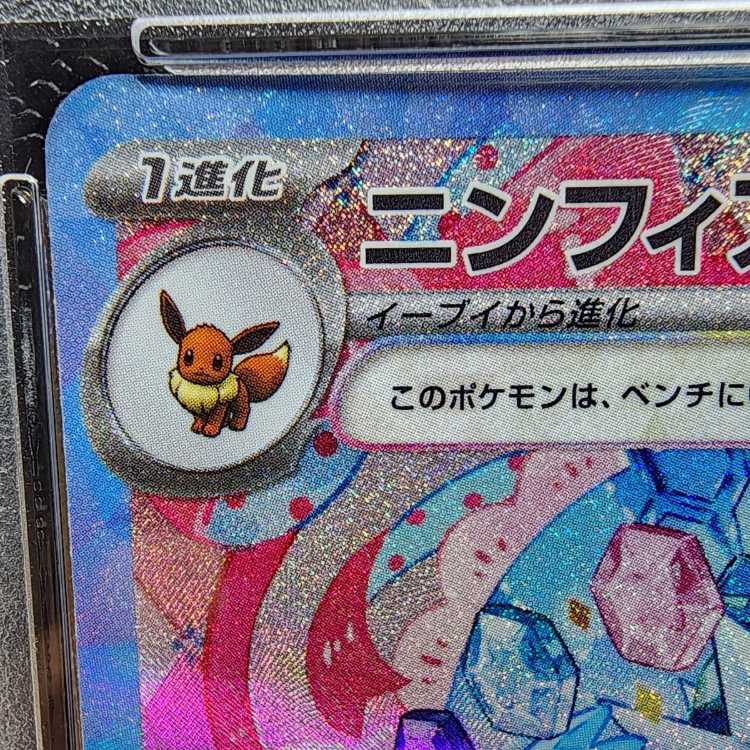 1進化
ニンフィア
イーブイから進化
このポケモンは、ベンチに